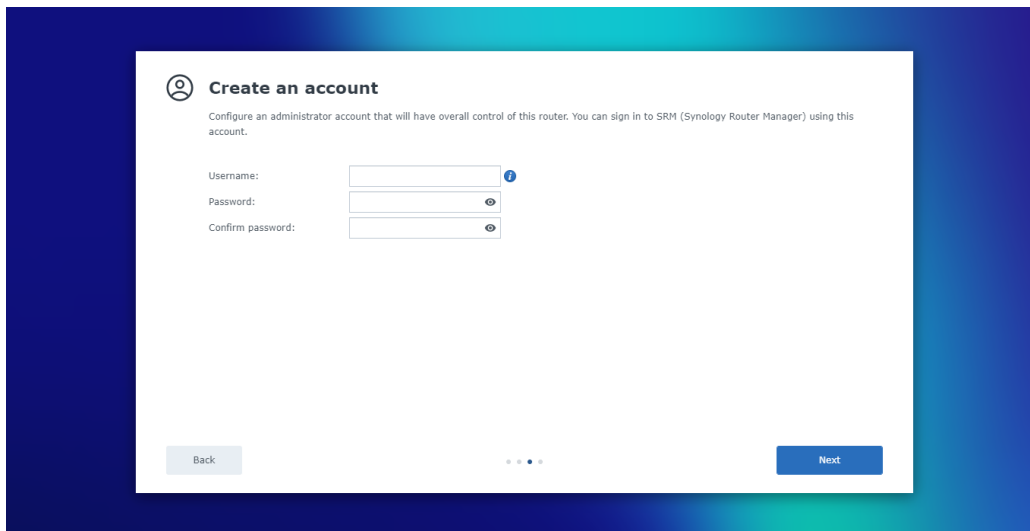 Create an account
Configure an administrator account that will have overall control of this router. You can sign in to SRM (Synology Router Manager) using this
account.
Username:
Password:
Confirm password:
Back
Next